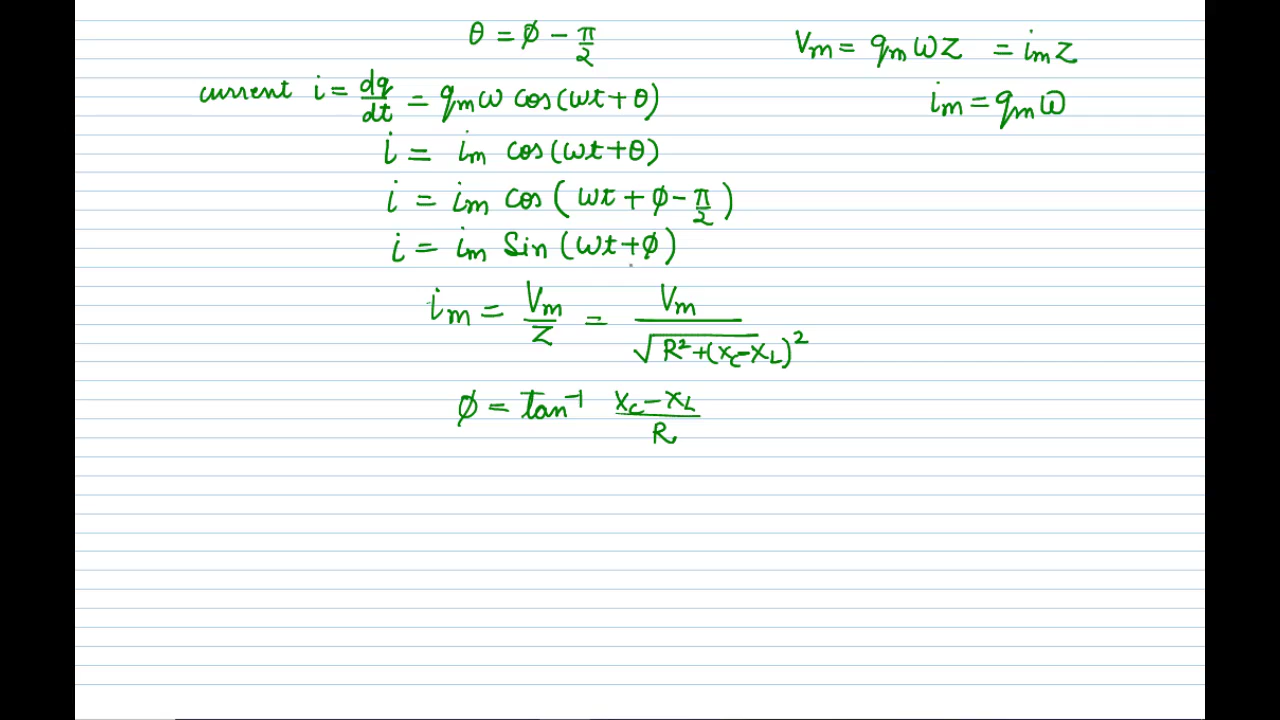 θ = ϕ - π/2
Vm = qm ω Z = im Z
current i = dq/dt = qm ω cos(ωt + θ)
im = qm ω
i = im cos(ωt + θ)
i = im cos(ωt + ϕ - π/2)
i = im Sin(ωt + ϕ)
im = Vm/Z = Vm/√R²+(Xc-XL)²
ϕ = tan⁻¹ Xc - XL/R